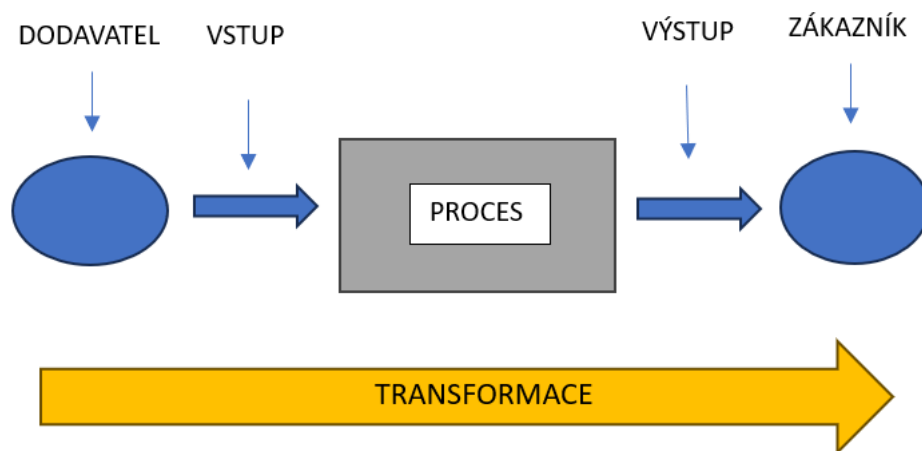 DODAVATEL
VSTUP
VÝSTUP
ZÁKAZNÍK
PROCES
TRANSFORMACE